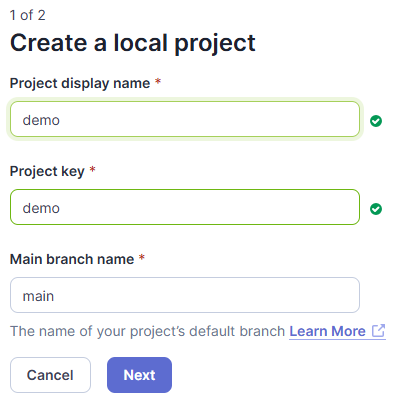 1 of 2
Create a local project
Project display name *
demo
Project key *
demo
Main branch name *
main
The name of your project's default branch Learn More
Cancel
Next